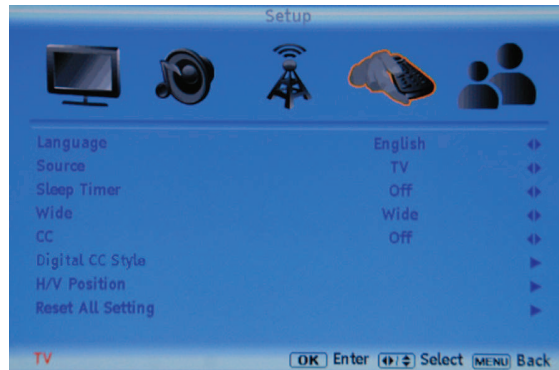 Setup
Language English
Source TV
Sleep Timer Off
Wide Wide
CC Off
Digital CC Style
H/V Position
Reset All Setting
TV OK Enter Select MENU Back